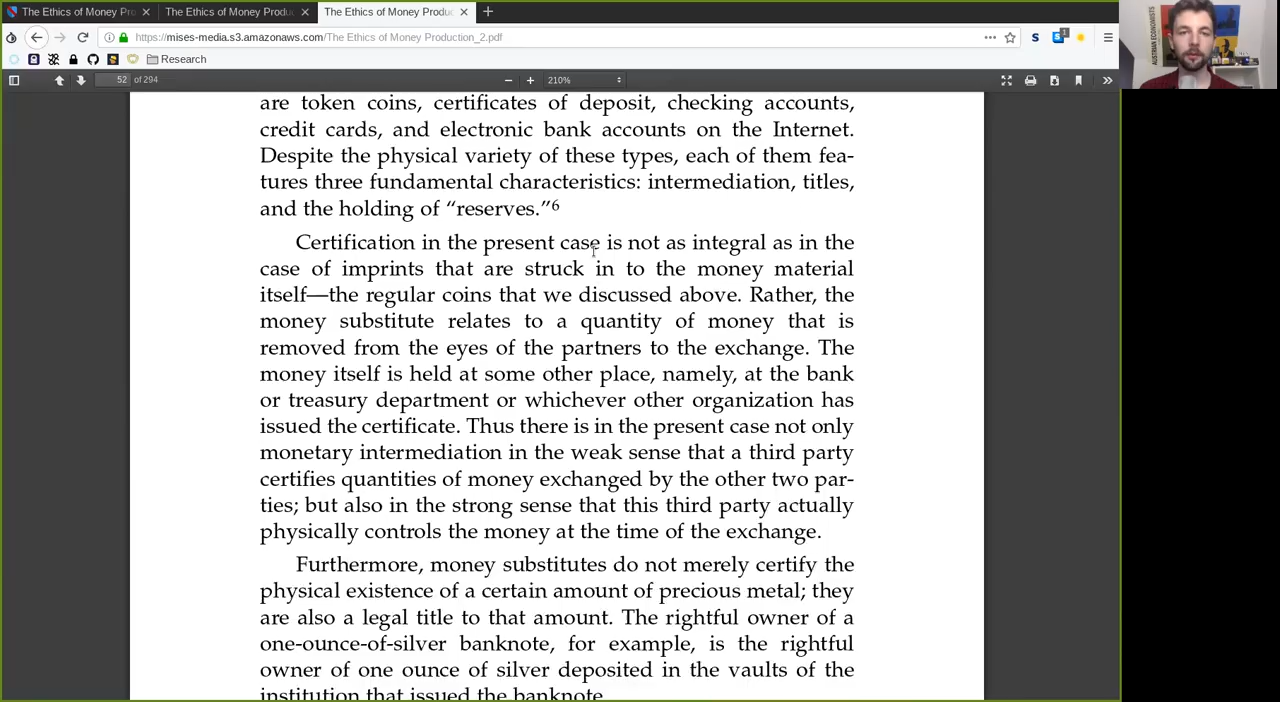 The Ethics of Money Pro
The Ethics of Money Produ
The Ethics of Money Produc
https://mises-media.s3.amazonaws.com/The Ethics of Money Production_2.pdf
Research
52 of 294
210%
are token coins, certificates of deposit, checking accounts,
credit cards, and electronic bank accounts on the Internet.
Despite the physical variety of these types, each of them fea-
tures three fundamental characteristics: intermediation, titles,
and the holding of “reserves.”6
Certification in the present case is not as integral as in the
case of imprints that are struck in to the money material
itself—the regular coins that we discussed above. Rather, the
money substitute relates to a quantity of money that is
removed from the eyes of the partners to the exchange. The
money itself is held at some other place, namely, at the bank
or treasury department or whichever other organization has
issued the certificate. Thus there is in the present case not only
monetary intermediation in the weak sense that a third party
certifies quantities of money exchanged by the other two par-
ties; but also in the strong sense that this third party actually
physically controls the money at the time of the exchange.
Furthermore, money substitutes do not merely certify the
physical existence of a certain amount of precious metal; they
are also a legal title to that amount. The rightful owner of a
one-ounce-of-silver banknote, for example, is the rightful
owner of one ounce of silver deposited in the vaults of the
institution that issued the banknote.
AUSTRIAN ECONOMISTS